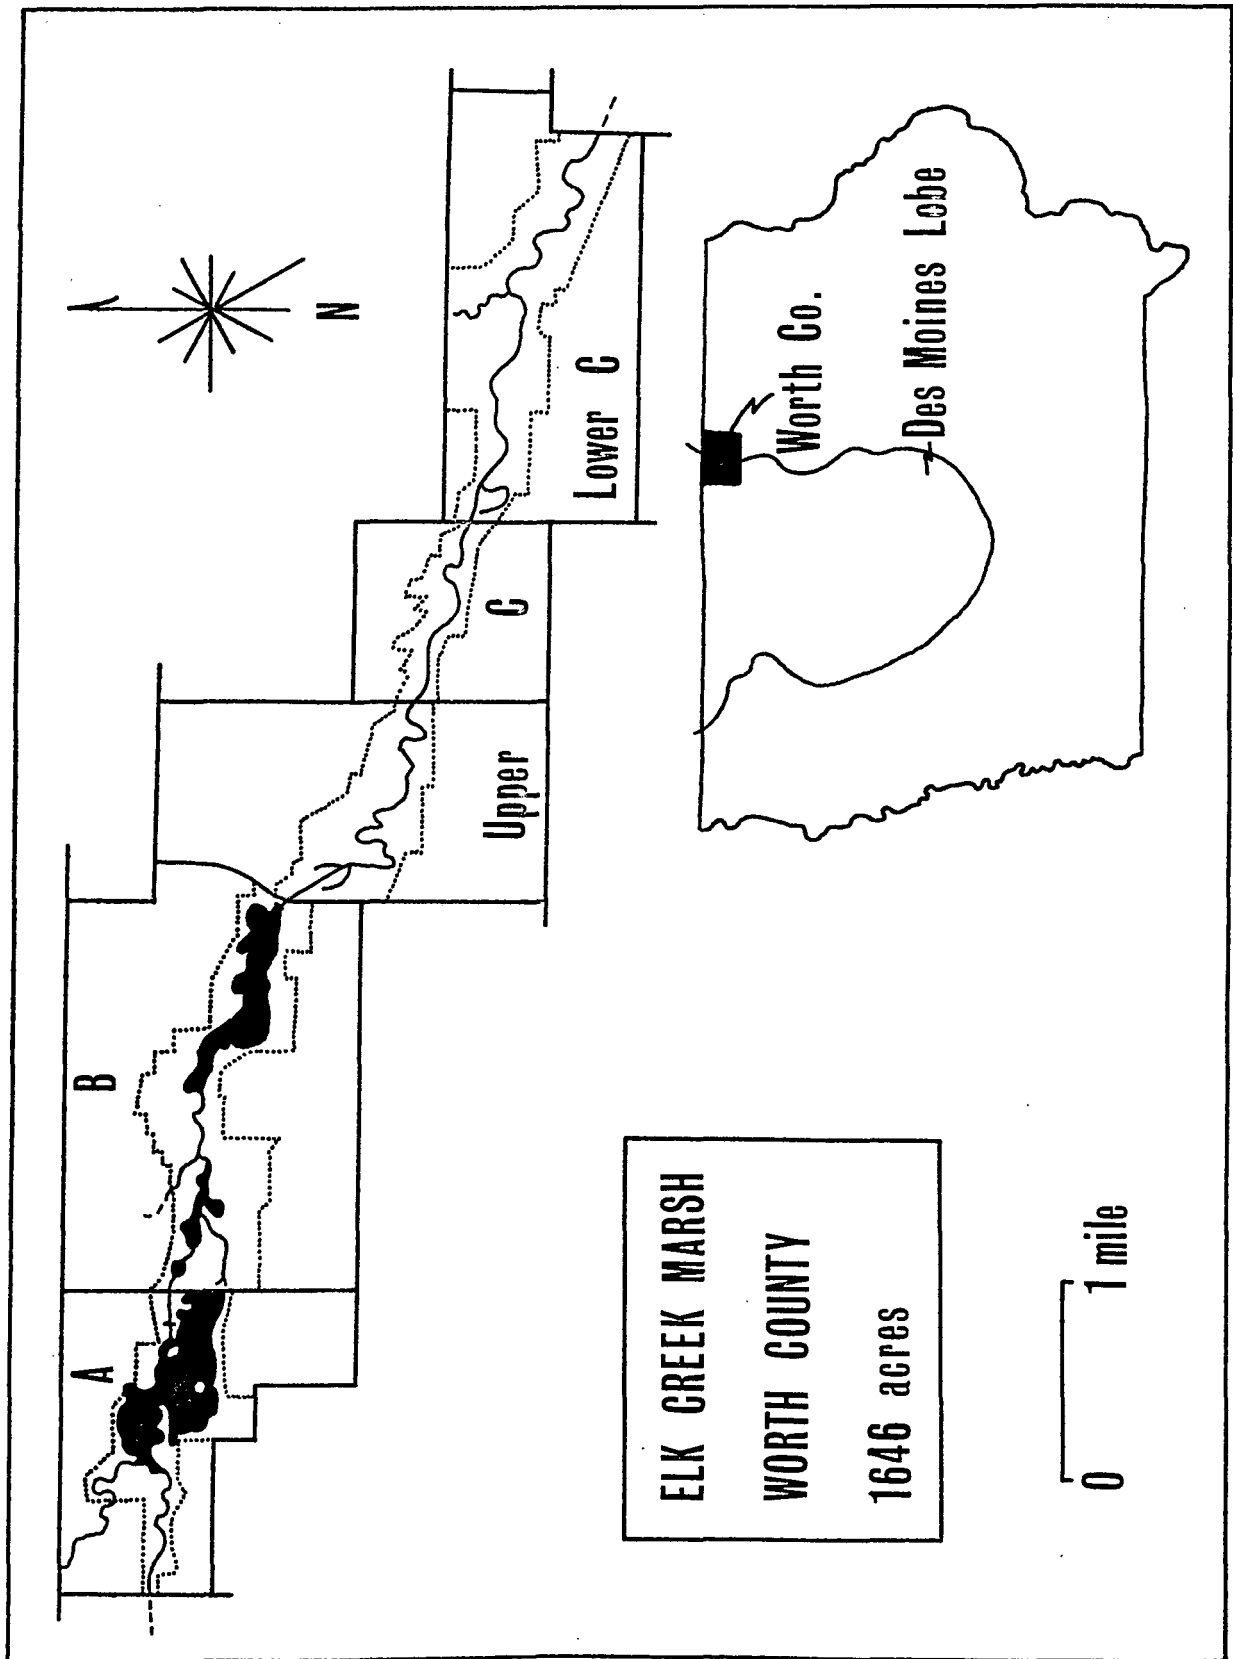 A
B
Upper C
Lower C
N
ELK CREEK MARSH
WORTH COUNTY
1646 acres
0 1 mile
Worth Co.
Des Moines Lobe